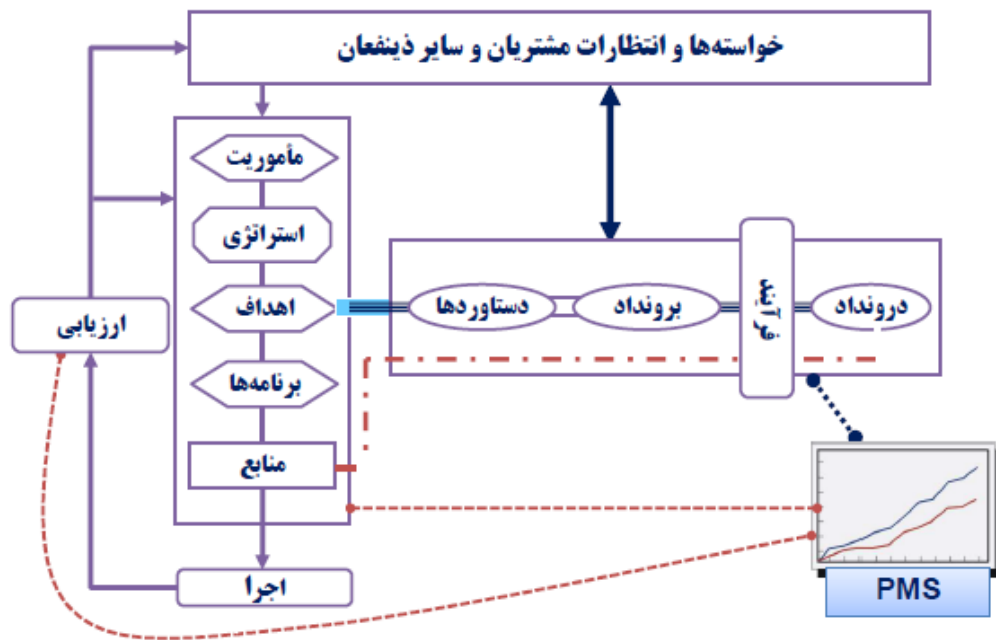 خواسته‌ها و انتظارات مشتریان و سایر ذینفعان
مأموریت
استراتژی
اهداف
دستاوردها
برونداد
فرآیند
درونداد
ارزیابی
برنامه‌ها
منابع
اجرا
PMS